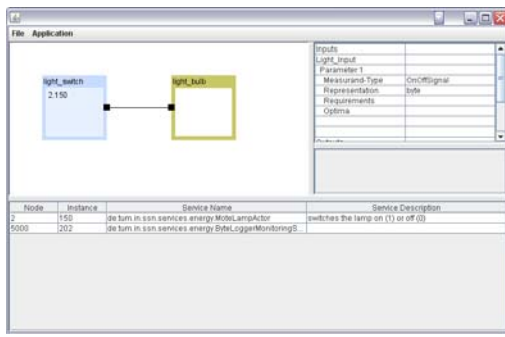 File Application
light_switch
2.150
light_bulb
Inputs
Light_Input
Parameter 1
Measurand-Type OnOffSignal
Representation byte
Requirements
Optima
Node Instance Service Name Service Description
2 150 de.tum.in.ssn.services.energy.MoteLampActor switches the lamp on (1) or off (0)
5000 202 de.tum.in.ssn.services.energy.ByteLoggerMonitoringS...